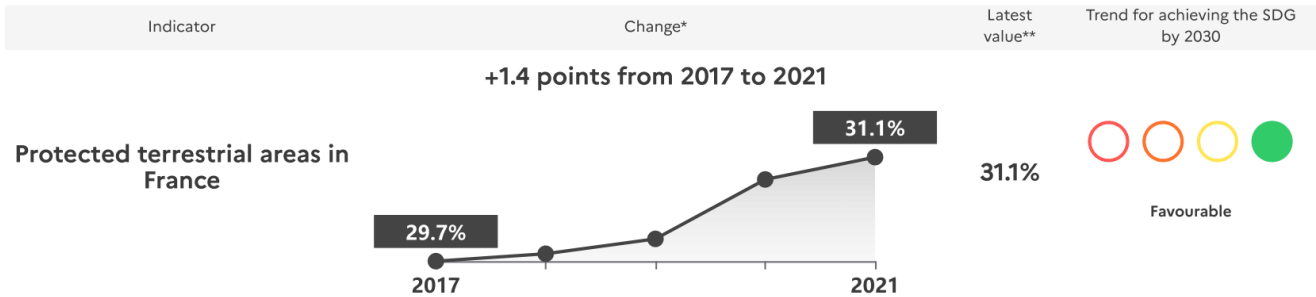 Indicator
Change*
Latest
value**
Trend for achieving the SDG
by 2030
+1.4 points from 2017 to 2021
Protected terrestrial areas in
France
29.7%
31.1%
2017
2021
31.1%
Favourable